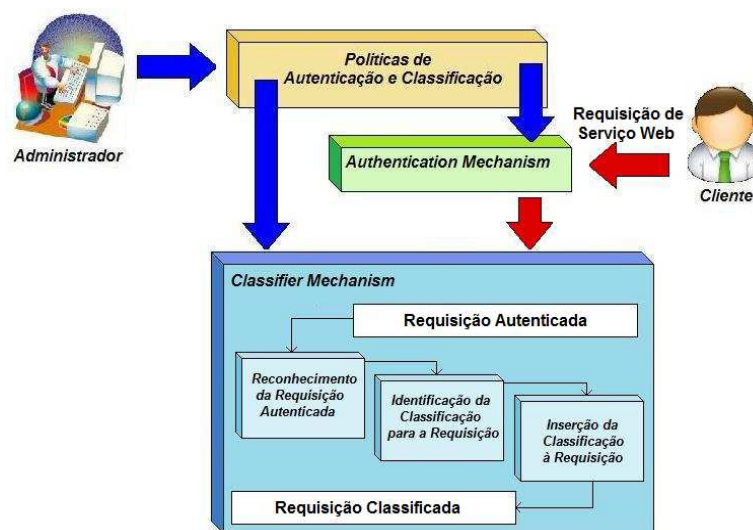 Políticas de
Autenticação e Classificação
Requisição de
Serviço Web
Administrador
Authentication Mechanism
Cliente
Classifier Mechanism
Requisição Autenticada
Reconhecimento
da Requisição
Autenticada
Identificação da
Classificação
para a Requisição
Inserção da
Classificação
à Requisição
Requisição Classificada